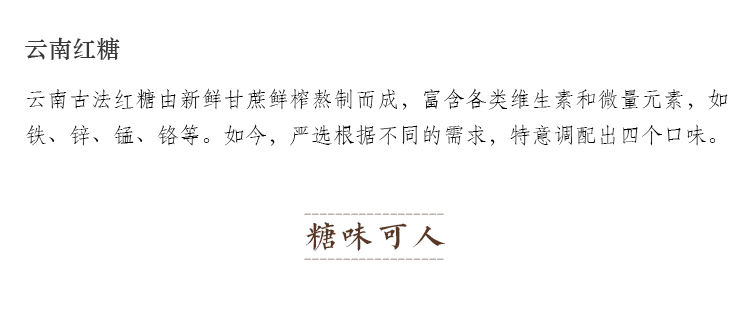 云南红糖
云南古法红糖由新鲜甘蔗鲜榨熬制而成，富含各类维生素和微量元素，如
铁、锌、锰、铬等。如今，严选根据不同的需求，特意调配出四个口味。
糖味可人